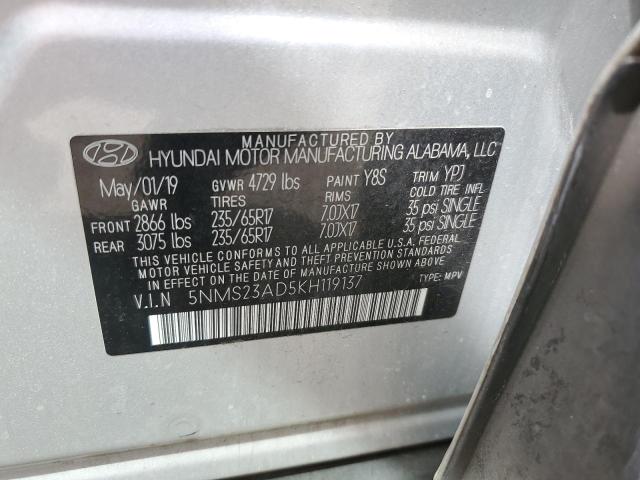 MANUFACTURED BY
HYUNDAI MOTOR MANUFACTURING ALABAMA, LLC
May/01/19 GVWR 4729 lbs PAINT Y8S TRIM YPJ
GAWR TIRES RIMS COLD TIRE INFL
FRONT 2866 lbs 235/65R17 7.0JX17 35 psi SINGLE
REAR 3075 lbs 235/65R17 7.0JX17 35 psi SINGLE
THIS VEHICLE CONFORMS TO ALL APPLICABLE U.S.A. FEDERAL
MOTOR VEHICLE SAFETY AND THEFT PREVENTION STANDARDS
IN EFFECT ON THE DATE OF MANUFACTURE SHOWN ABOVE.
V.I.N 5NMS23AD5KH119137 TYPE: MPV